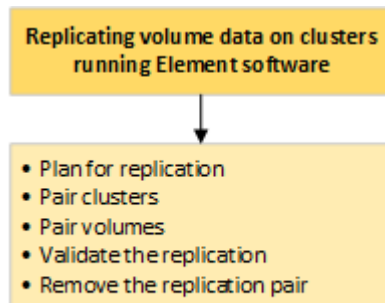 Replicating volume data on clusters
running Element software
• Plan for replication
• Pair clusters
• Pair volumes
• Validate the replication
• Remove the replication pair